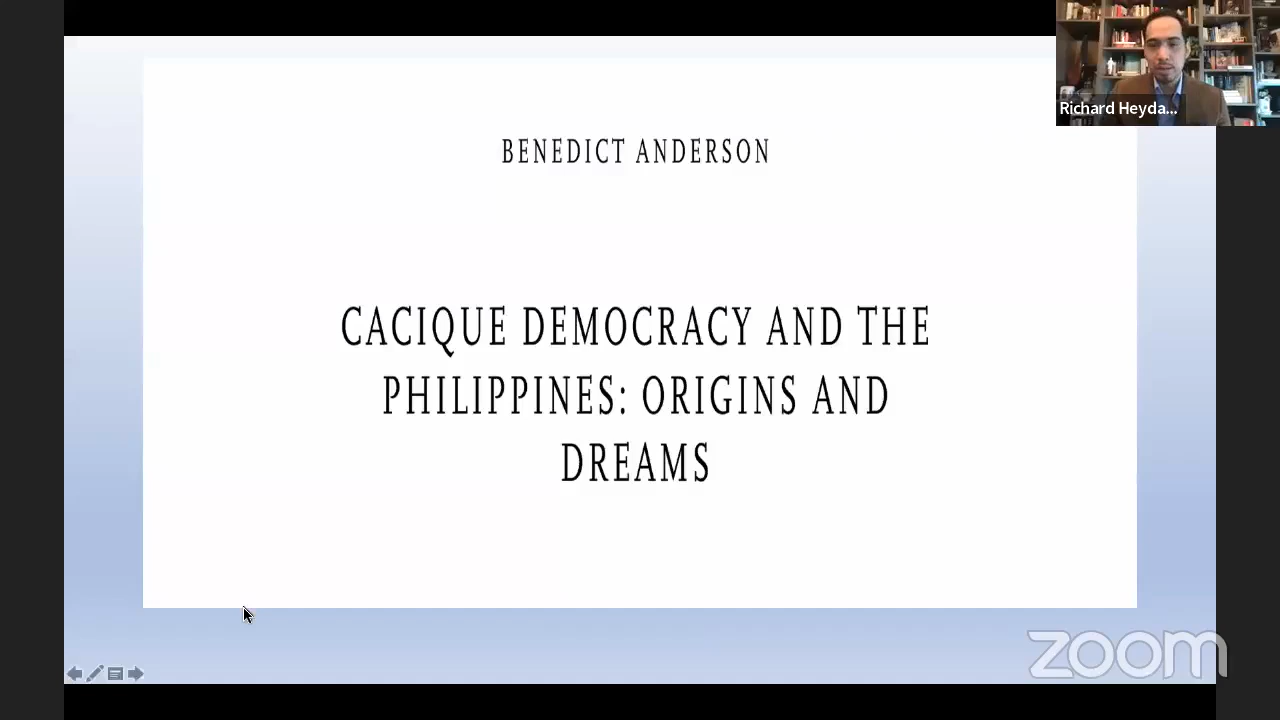 Richard Heyda...
BENEDICT ANDERSON
CACIQUE DEMOCRACY AND THE
PHILIPPINES: ORIGINS AND
DREAMS
zoom